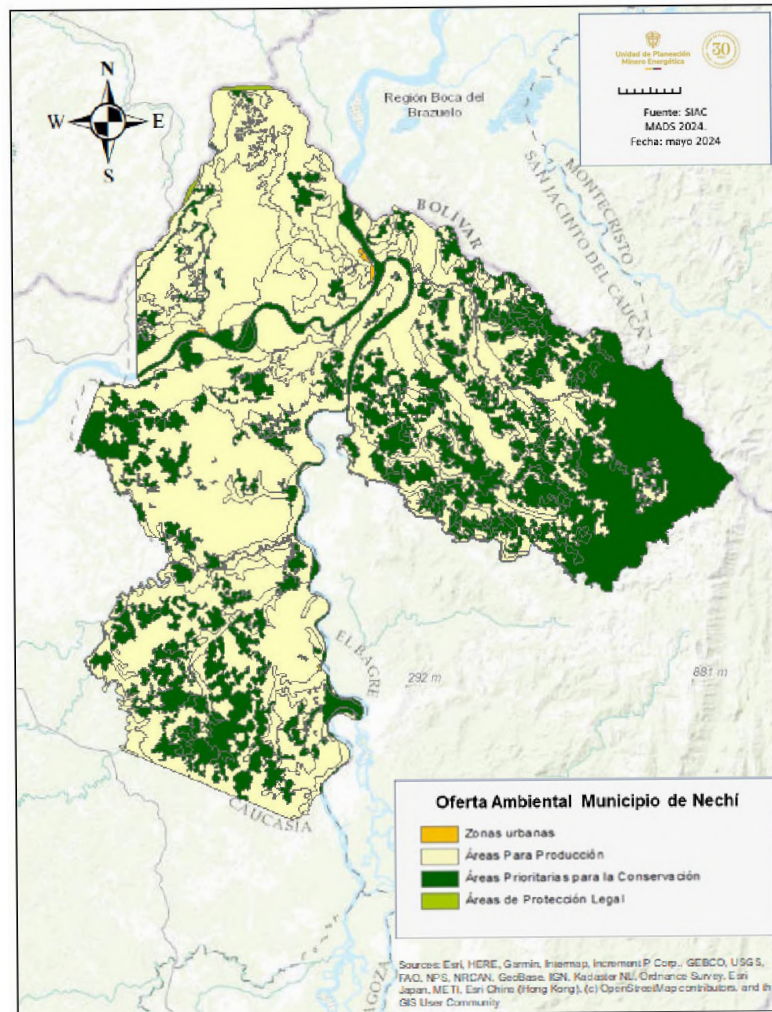 Unidad de Planeación
Minero Energética
30
Fuente: SIAC
MADS 2024.
Fecha: mayo 2024
N
W
E
S
Región Boca del
Brazuelo
MONTECRISTO
SAN JACINTO DEL CAUCA
BOLIVAR
EL BAGRE
292 m
881 m
CAUCASIA
AGOZA
Oferta Ambiental Municipio de Nechí
Zonas urbanas
Áreas Para Producción
Áreas Prioritarias para la Conservación
Áreas de Protección Legal
Sources: Esri, HERE, Garmin, Intermap, Increment P Corp., GEBCO, USGS,
FAO, NPS, NRCAN, GeoBase, IGN, Kadaster NL, Ordnance Survey, Esri
Japan, METI, Esri China (Hong Kong), (c) OpenStreetMap contributors, and th
GIS User Community